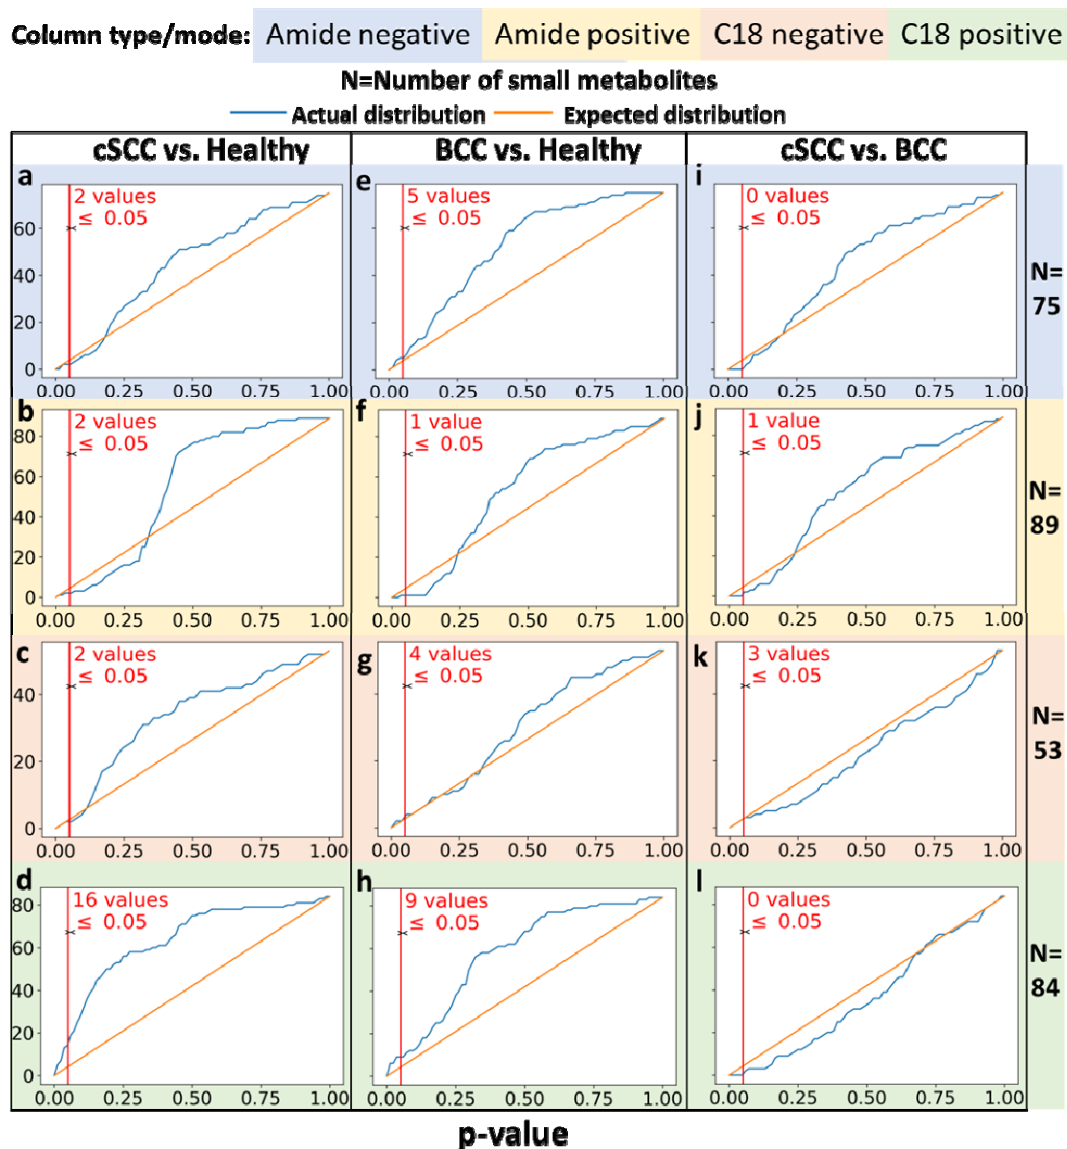 Column type/mode: Amide negative Amide positive C18 negative C18 positive
N=Number of small metabolites
Actual distribution Expected distribution
cSCC vs. Healthy BCC vs. Healthy cSCC vs. BCC
a
2 values
≤ 0.05
60
40
20
0
0.00 0.25 0.50 0.75 1.00
e
5 values
≤ 0.05
0.00 0.25 0.50 0.75 1.00
i
0 values
≤ 0.05
0.00 0.25 0.50 0.75 1.00
N=
75
b
2 values
≤ 0.05
80
60
40
20
0
0.00 0.25 0.50 0.75 1.00
f
1 value
≤ 0.05
0.00 0.25 0.50 0.75 1.00
j
1 value
≤ 0.05
0.00 0.25 0.50 0.75 1.00
N=
89
c
2 values
≤ 0.05
40
20
0
0.00 0.25 0.50 0.75 1.00
g
4 values
≤ 0.05
0.00 0.25 0.50 0.75 1.00
k
3 values
≤ 0.05
0.00 0.25 0.50 0.75 1.00
N=
53
d
16 values
≤ 0.05
80
60
40
20
0
0.00 0.25 0.50 0.75 1.00
h
9 values
≤ 0.05
0.00 0.25 0.50 0.75 1.00
l
0 values
≤ 0.05
0.00 0.25 0.50 0.75 1.00
N=
84
p-value